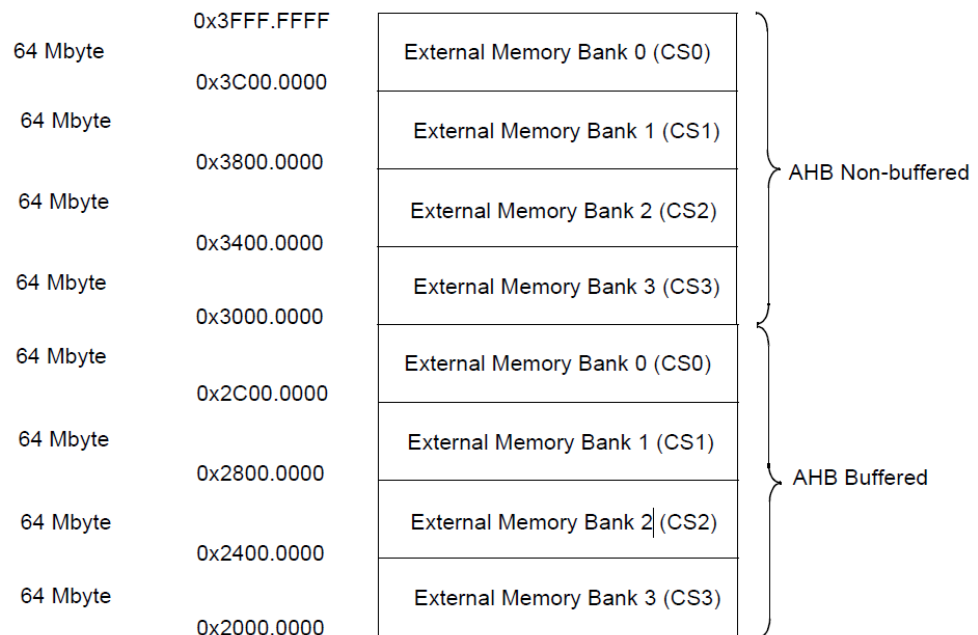 0x3FFF.FFFF
64 Mbyte
External Memory Bank 0 (CS0)
0x3C00.0000
64 Mbyte
External Memory Bank 1 (CS1)
0x3800.0000
AHB Non-buffered
64 Mbyte
External Memory Bank 2 (CS2)
0x3400.0000
64 Mbyte
External Memory Bank 3 (CS3)
0x3000.0000
64 Mbyte
External Memory Bank 0 (CS0)
0x2C00.0000
64 Mbyte
External Memory Bank 1 (CS1)
0x2800.0000
AHB Buffered
64 Mbyte
External Memory Bank 2 (CS2)
0x2400.0000
64 Mbyte
External Memory Bank 3 (CS3)
0x2000.0000